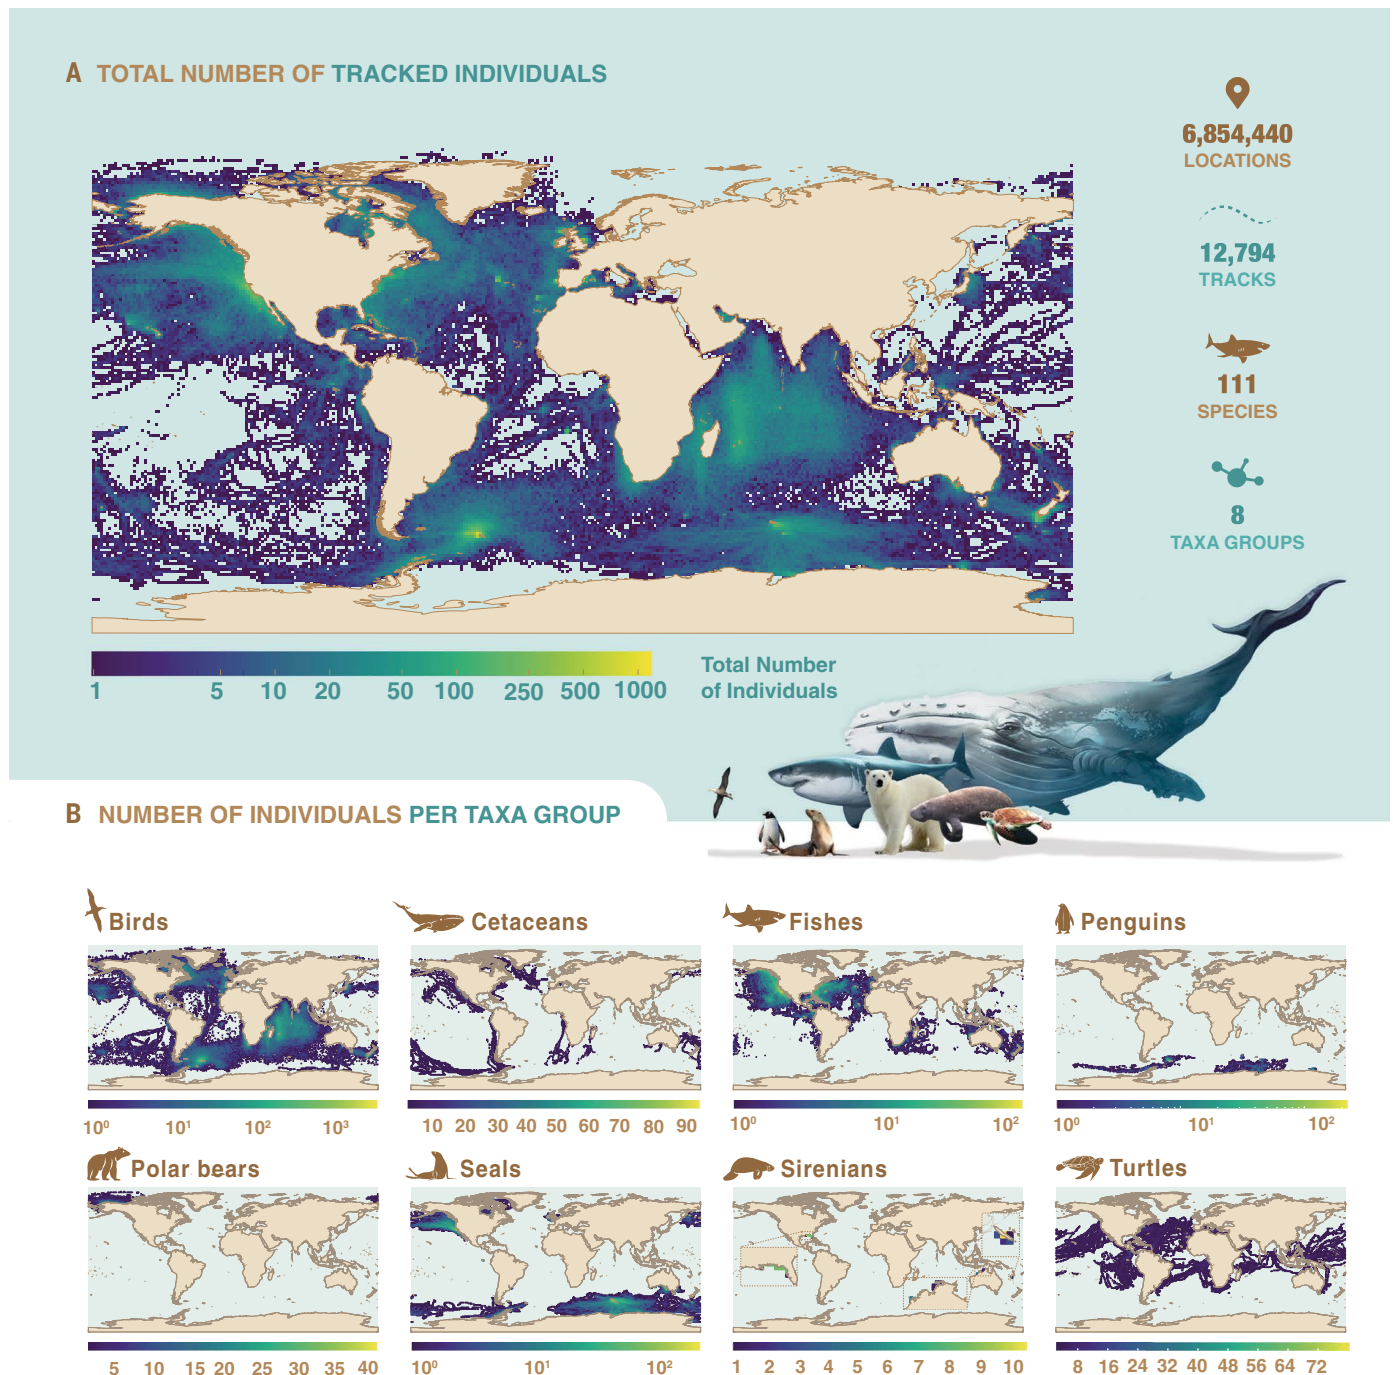 A TOTAL NUMBER OF TRACKED INDIVIDUALS
6,854,440
LOCATIONS
12,794
TRACKS
111
SPECIES
8
TAXA GROUPS
1 5 10 20 50 100 250 500 1000
Total Number
of Individuals
B NUMBER OF INDIVIDUALS PER TAXA GROUP
Birds Cetaceans Fishes Penguins
10⁰ 10¹ 10² 10³ 10 20 30 40 50 60 70 80 90 10⁰ 10¹ 10² 10⁰ 10¹ 10²
Polar bears Seals Sirenians Turtles
5 10 15 20 25 30 35 40 10⁰ 10¹ 10² 1 2 3 4 5 6 7 8 9 10 8 16 24 32 40 48 56 64 72